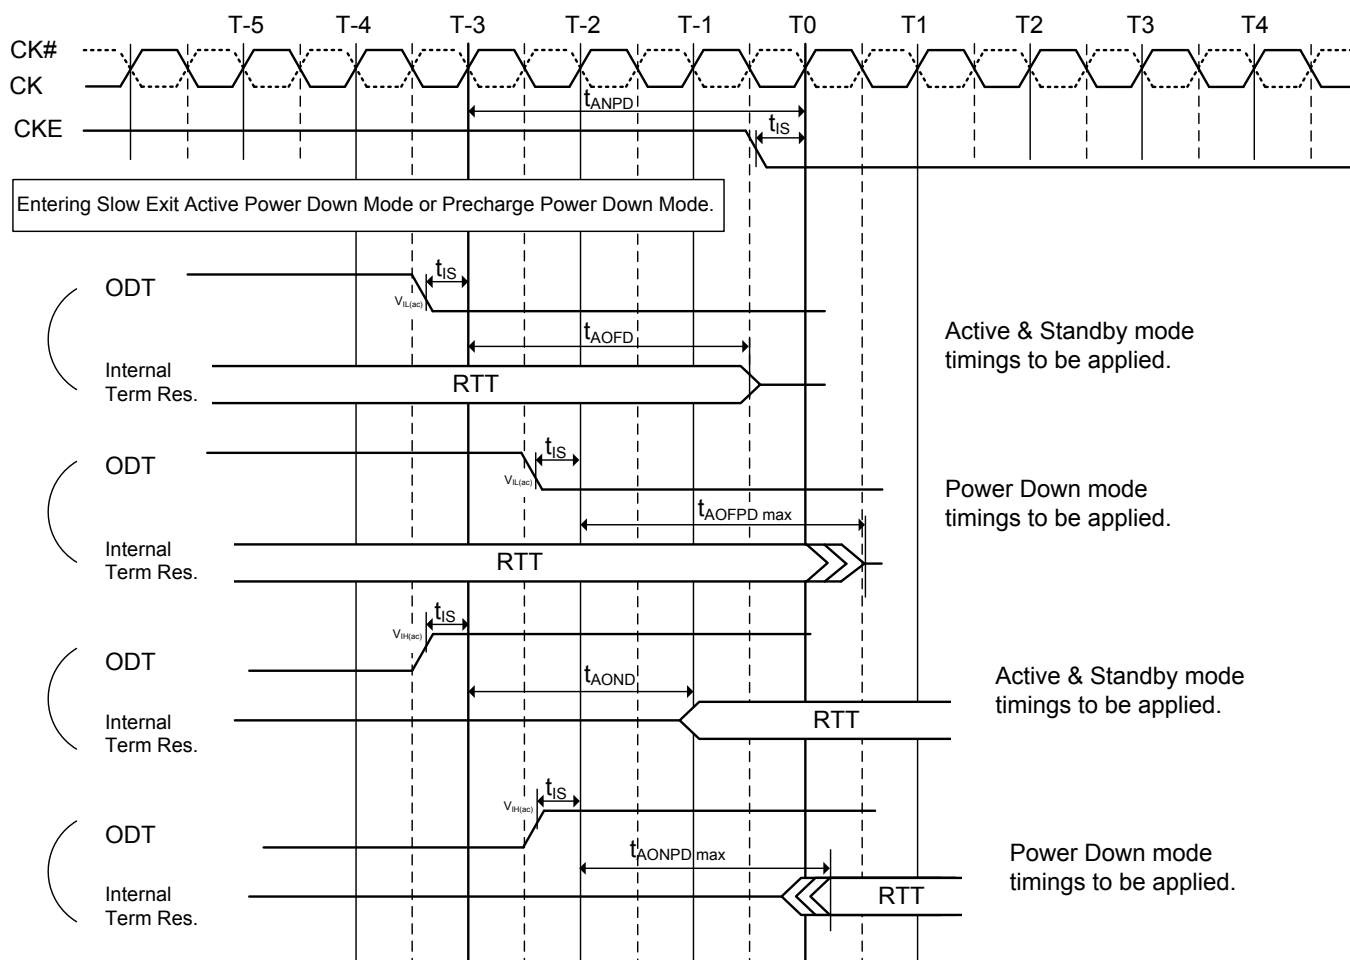 T-5 T-4 T-3 T-2 T-1 T0 T1 T2 T3 T4
CK#
CK
tANPD
CKE
tIS
Entering Slow Exit Active Power Down Mode or Precharge Power Down Mode.
tIS
ODT
VIL(ac)
tAOFD
Active & Standby mode
timings to be applied.
Internal
Term Res.
RTT
tIS
ODT
VIL(ac)
Power Down mode
timings to be applied.
tAOFPD max
Internal
Term Res.
RTT
tIS
VIH(ac)
ODT
tAOND
Active & Standby mode
timings to be applied.
Internal
Term Res.
RTT
tIS
VIH(ac)
ODT
tAONPD max
Power Down mode
timings to be applied.
Internal
Term Res.
RTT